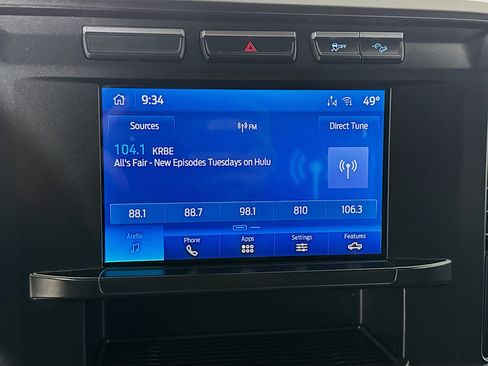 OFF
9:34
49°
Sources
FM
Direct Tune
104.1 KRBE
All's Fair - New Episodes Tuesdays on Hulu
88.1 88.7 98.1 810 106.3
Audio Phone Apps Settings Features